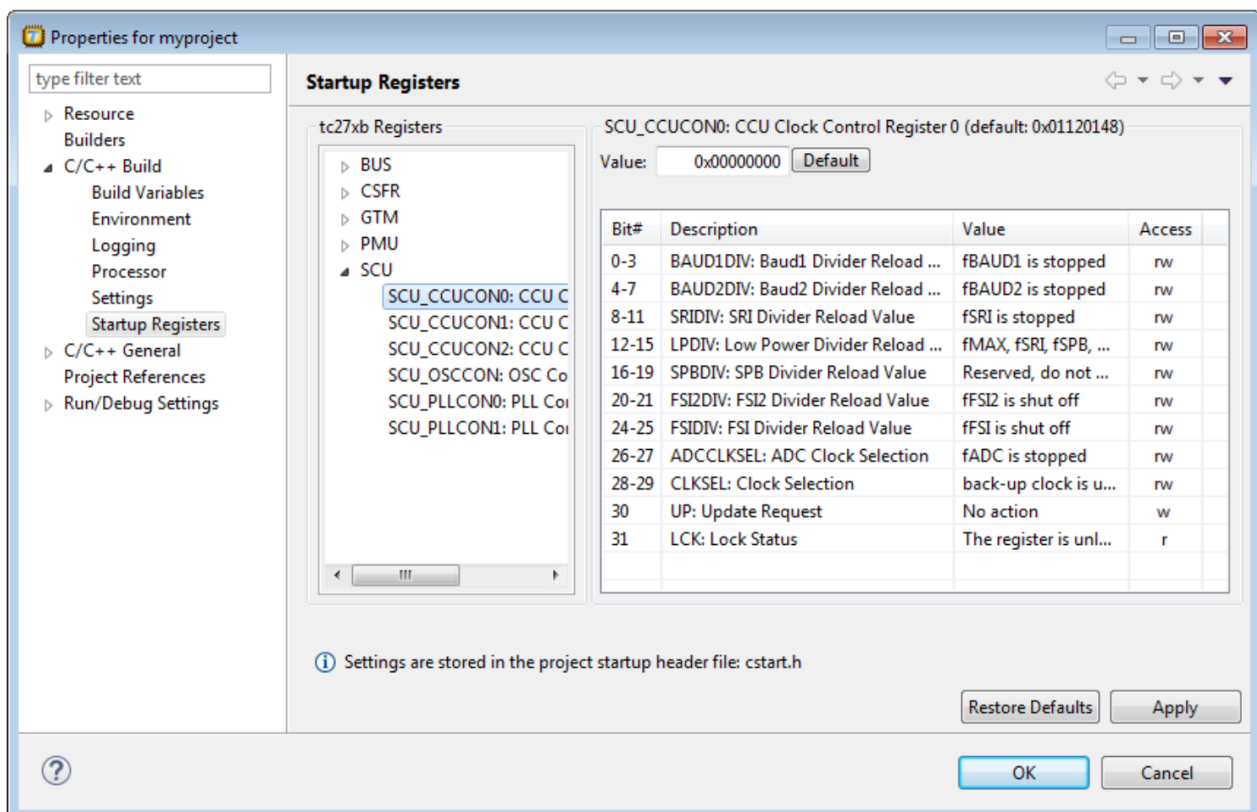 Properties for myproject
type filter text
Resource
Builders
C/C++ Build
Build Variables
Environment
Logging
Processor
Settings
Startup Registers
C/C++ General
Project References
Run/Debug Settings
Startup Registers
tc27xb Registers
BUS
CSFR
GTM
PMU
SCU
SCU_CCUCON0: CCU C
SCU_CCUCON1: CCU C
SCU_CCUCON2: CCU C
SCU_OSCCON: OSC Co
SCU_PLLCON0: PLL Co
SCU_PLLCON1: PLL Co
SCU_CCUCON0: CCU Clock Control Register 0 (default: 0x01120148)
Value: 0x00000000 Default
Bit# Description Value Access
0-3 BAUD1DIV: Baud1 Divider Reload ... fBAUD1 is stopped rw
4-7 BAUD2DIV: Baud2 Divider Reload ... fBAUD2 is stopped rw
8-11 SRIDIV: SRI Divider Reload Value fSRI is stopped rw
12-15 LPDIV: Low Power Divider Reload ... fMAX, fSRI, fSPB, ... rw
16-19 SPBDIV: SPB Divider Reload Value Reserved, do not ... rw
20-21 FSI2DIV: FSI2 Divider Reload Value fFSI2 is shut off rw
24-25 FSIDIV: FSI Divider Reload Value fFSI is shut off rw
26-27 ADCCLKSEL: ADC Clock Selection fADC is stopped rw
28-29 CLKSEL: Clock Selection back-up clock is u... rw
30 UP: Update Request No action w
31 LCK: Lock Status The register is unl... r
Settings are stored in the project startup header file: cstart.h
Restore Defaults Apply
OK Cancel